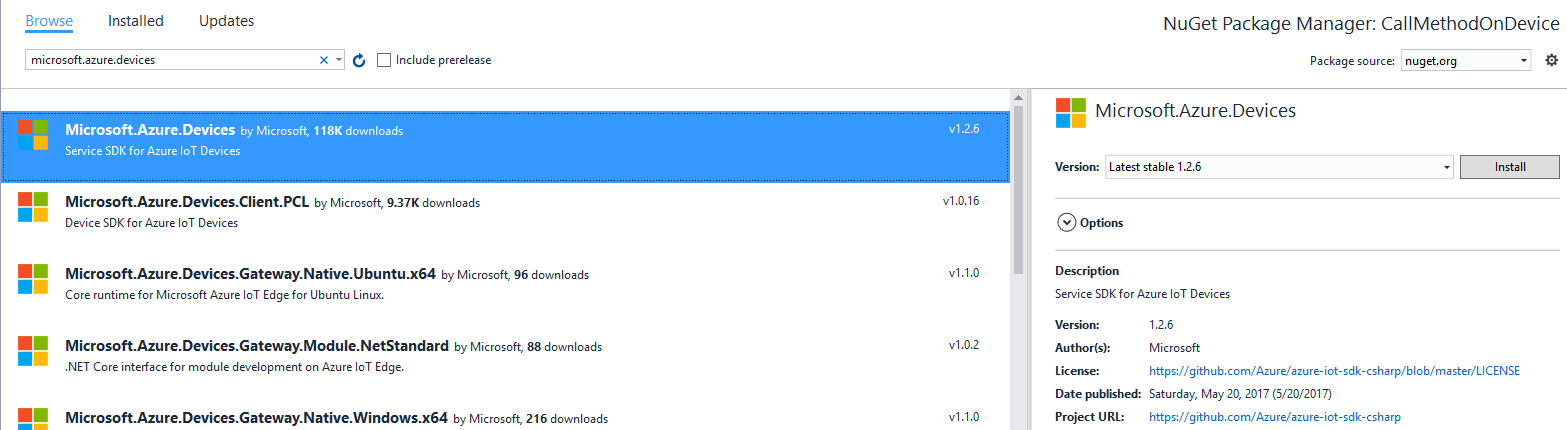 Browse Installed Updates
NuGet Package Manager: CallMethodOnDevice
microsoft.azure.devices
Include prerelease
Package source: nuget.org
Microsoft.Azure.Devices by Microsoft, 118K downloads v1.2.6
Service SDK for Azure IoT Devices
Microsoft.Azure.Devices.Client.PCL by Microsoft, 9.37K downloads v1.0.16
Device SDK for Azure IoT Devices
Microsoft.Azure.Devices.Gateway.Native.Ubuntu.x64 by Microsoft, 96 downloads v1.1.0
Core runtime for Microsoft Azure IoT Edge for Ubuntu Linux.
Microsoft.Azure.Devices.Gateway.Module.NetStandard by Microsoft, 88 downloads v1.0.2
.NET Core interface for module development on Azure IoT Edge.
Microsoft.Azure.Devices.Gateway.Native.Windows.x64 by Microsoft, 216 downloads v1.1.0
Microsoft.Azure.Devices
Version: Latest stable 1.2.6 Install
Options
Description
Service SDK for Azure IoT Devices
Version: 1.2.6
Author(s): Microsoft
License: https://github.com/Azure/azure-iot-sdk-csharp/blob/master/LICENSE
Date published: Saturday, May 20, 2017 (5/20/2017)
Project URL: https://github.com/Azure/azure-iot-sdk-csharp